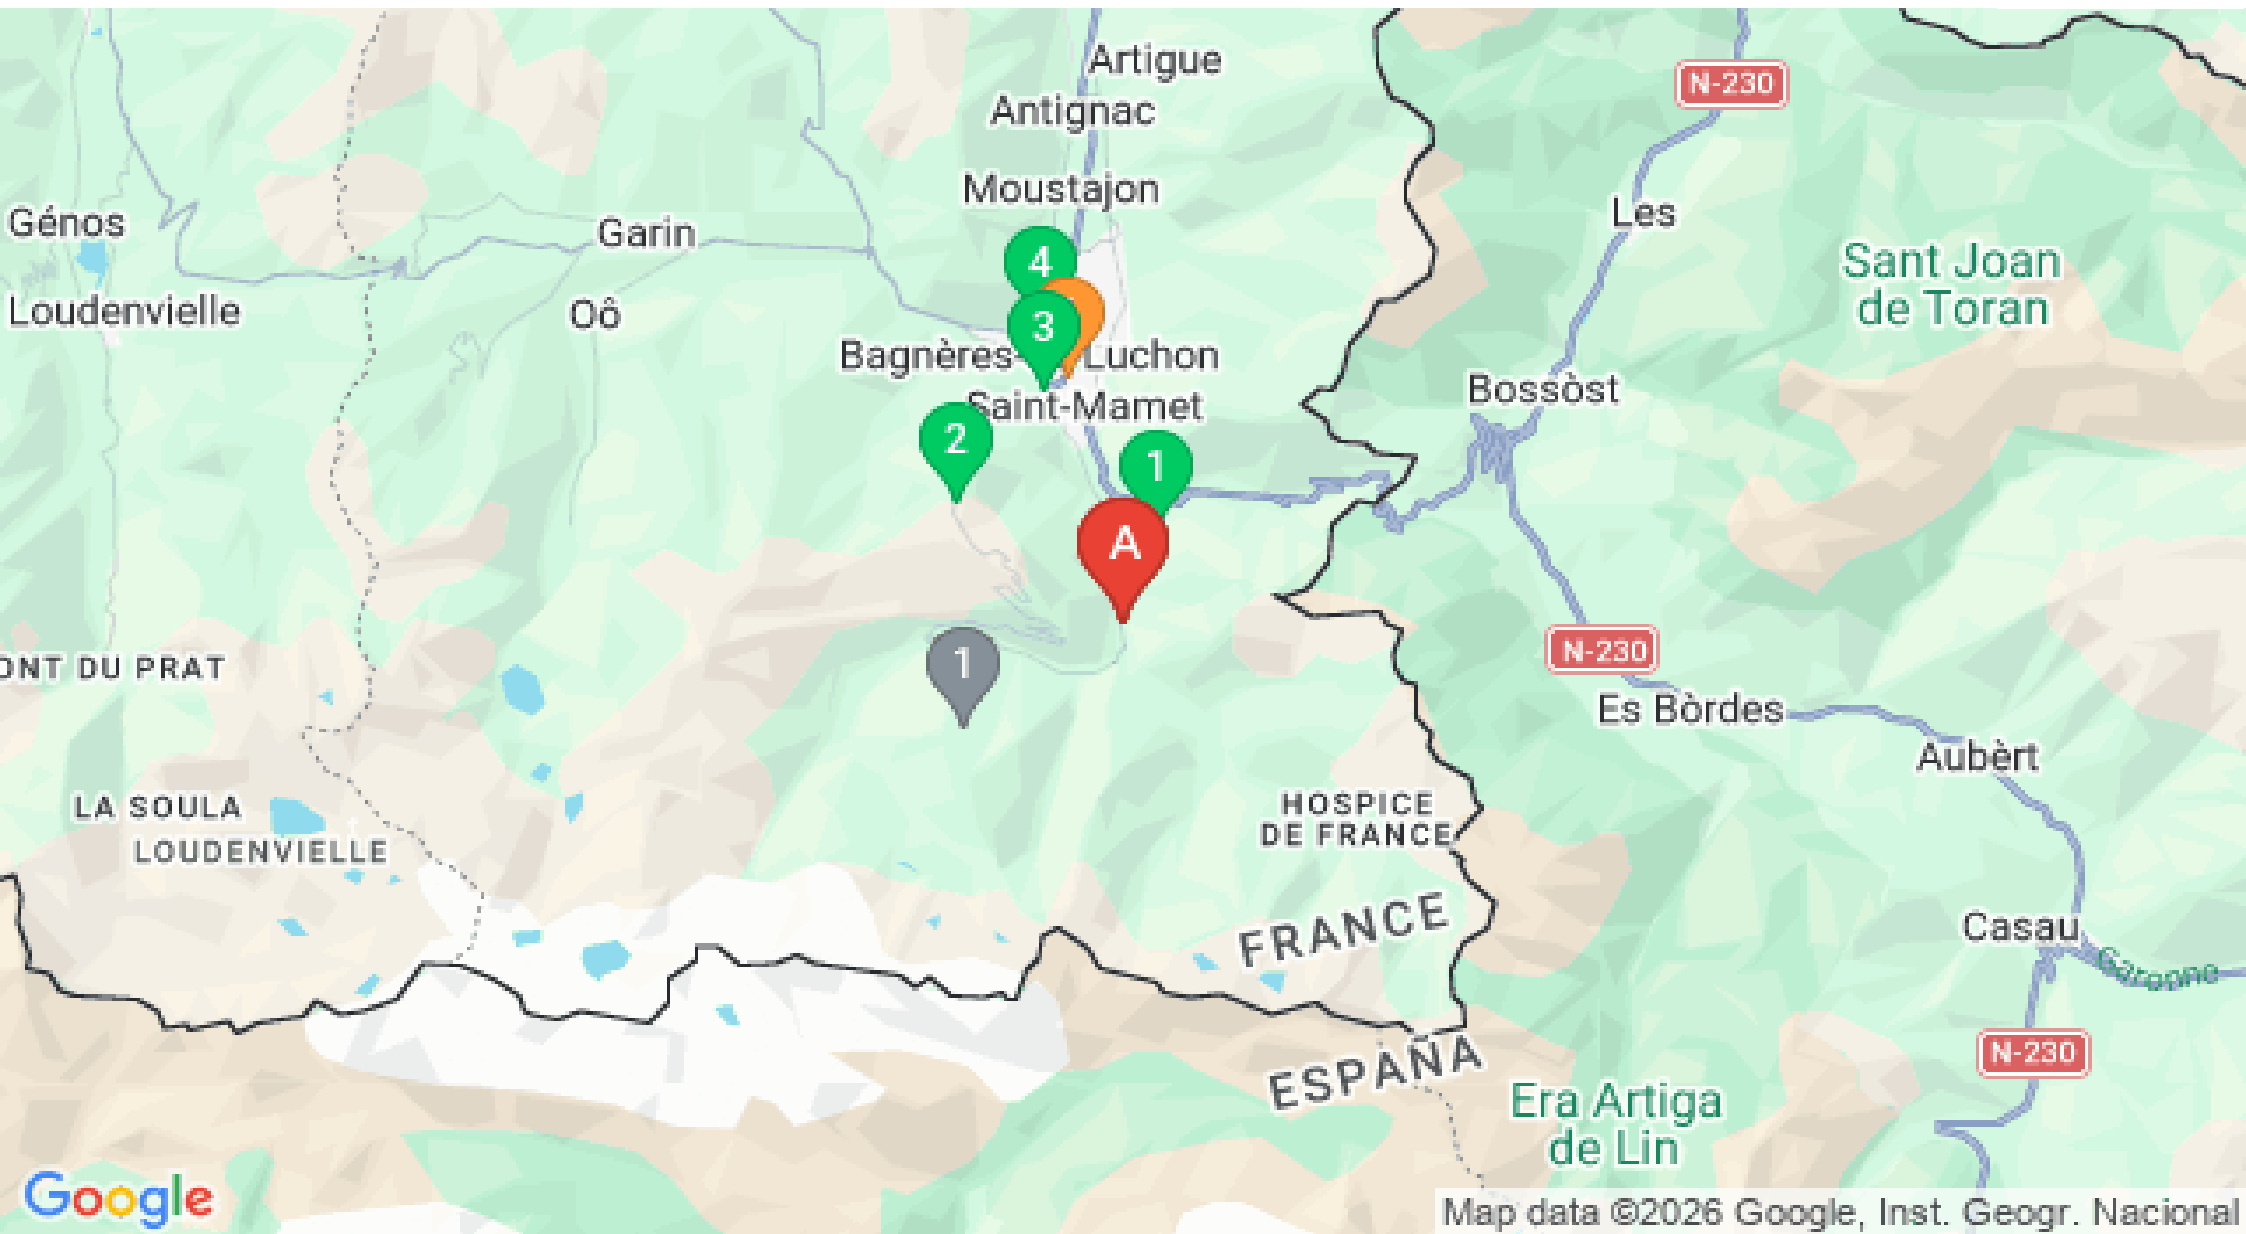 Artigue
N-230
Antignac
Moustajon
Génos
Garin
Les
4
Sant Joan
de Toran
Loudenvielle
Oô
3
Bagnères-
Luchon
Bossòst
Saint-Mamet
2
1
A
1
N-230
ONT DU PRAT
Es Bòrdes
Aubèrt
LA SOULA
LOUDENVIELLE
HOSPICE
DE FRANCE
FRANCE
Casau
Garonne
N-230
ESPAÑA
Era Artiga
de Lin
Google
Map data ©2026 Google, Inst. Geogr. Nacional